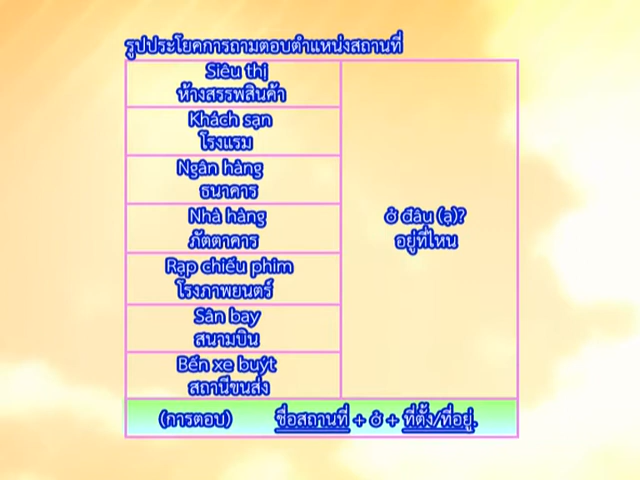 รูปประโยคการถามตอบตำแหน่งสถานที่
Siêu thị
ห้างสรรพสินค้า
Khách sạn
โรงแรม
Ngân hàng
ธนาคาร
Nhà hàng
ภัตตาคาร
Rạp chiếu phim
โรงภาพยนตร์
Sân bay
สนามบิน
Bến xe buýt
สถานีขนส่ง
ở đâu (ạ)?
อยู่ที่ไหน
(การตอบ) ชื่อสถานที่ + ở + ที่ตั้ง/ที่อยู่.